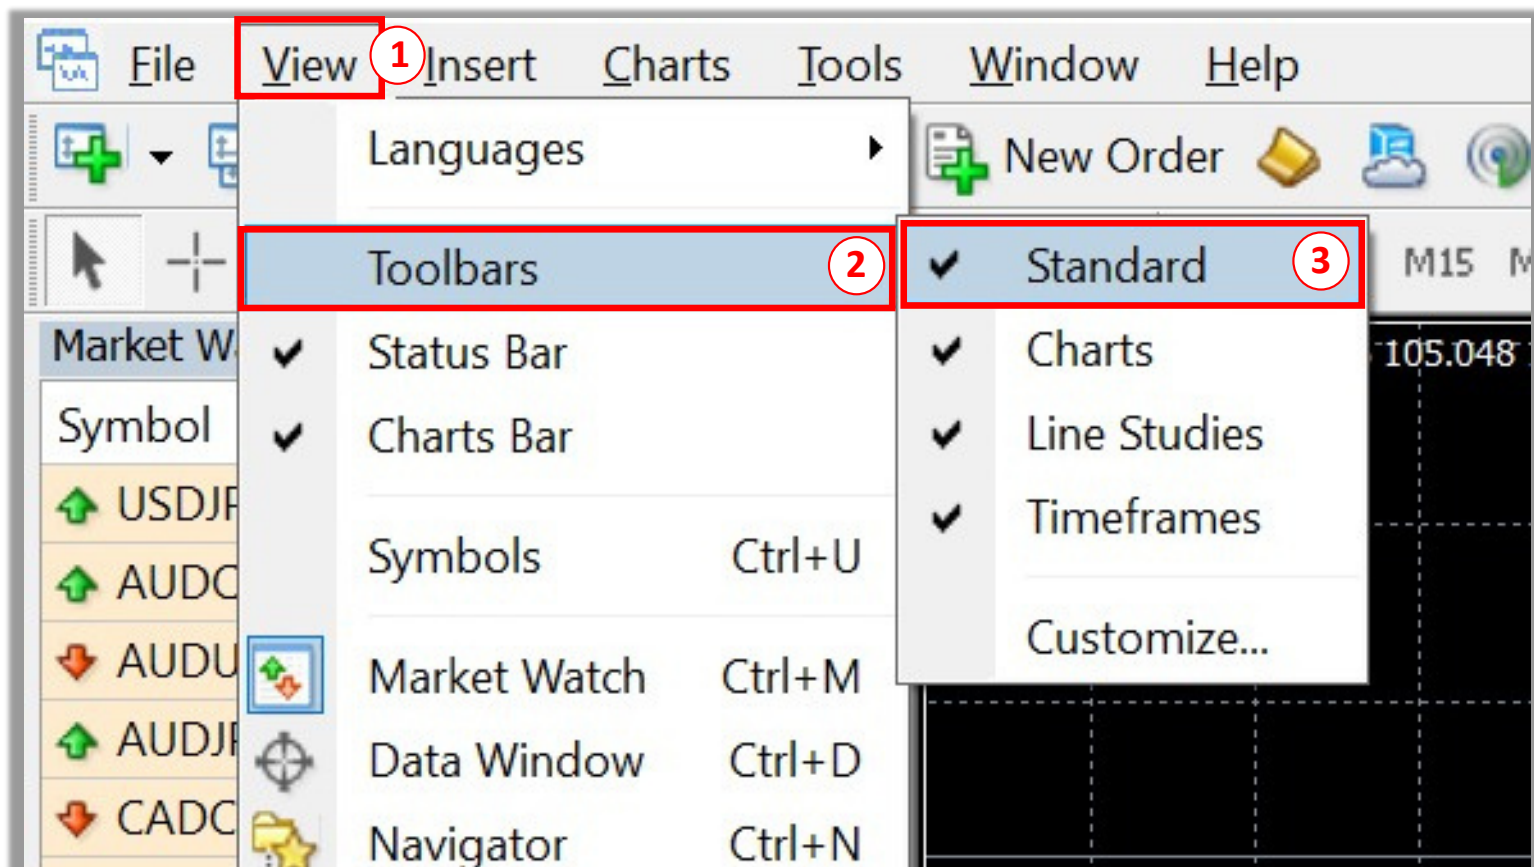 File View 1 Insert Charts Tools Window Help
Languages
New Order
Toolbars 2
Standard 3
M15
Market W
Status Bar
Charts
105.048
Symbol
Charts Bar
Line Studies
USDJP
Timeframes
Symbols Ctrl+U
AUDC
Customize...
AUDU
Market Watch Ctrl+M
AUDJP
Data Window Ctrl+D
CADC
Navigator Ctrl+N